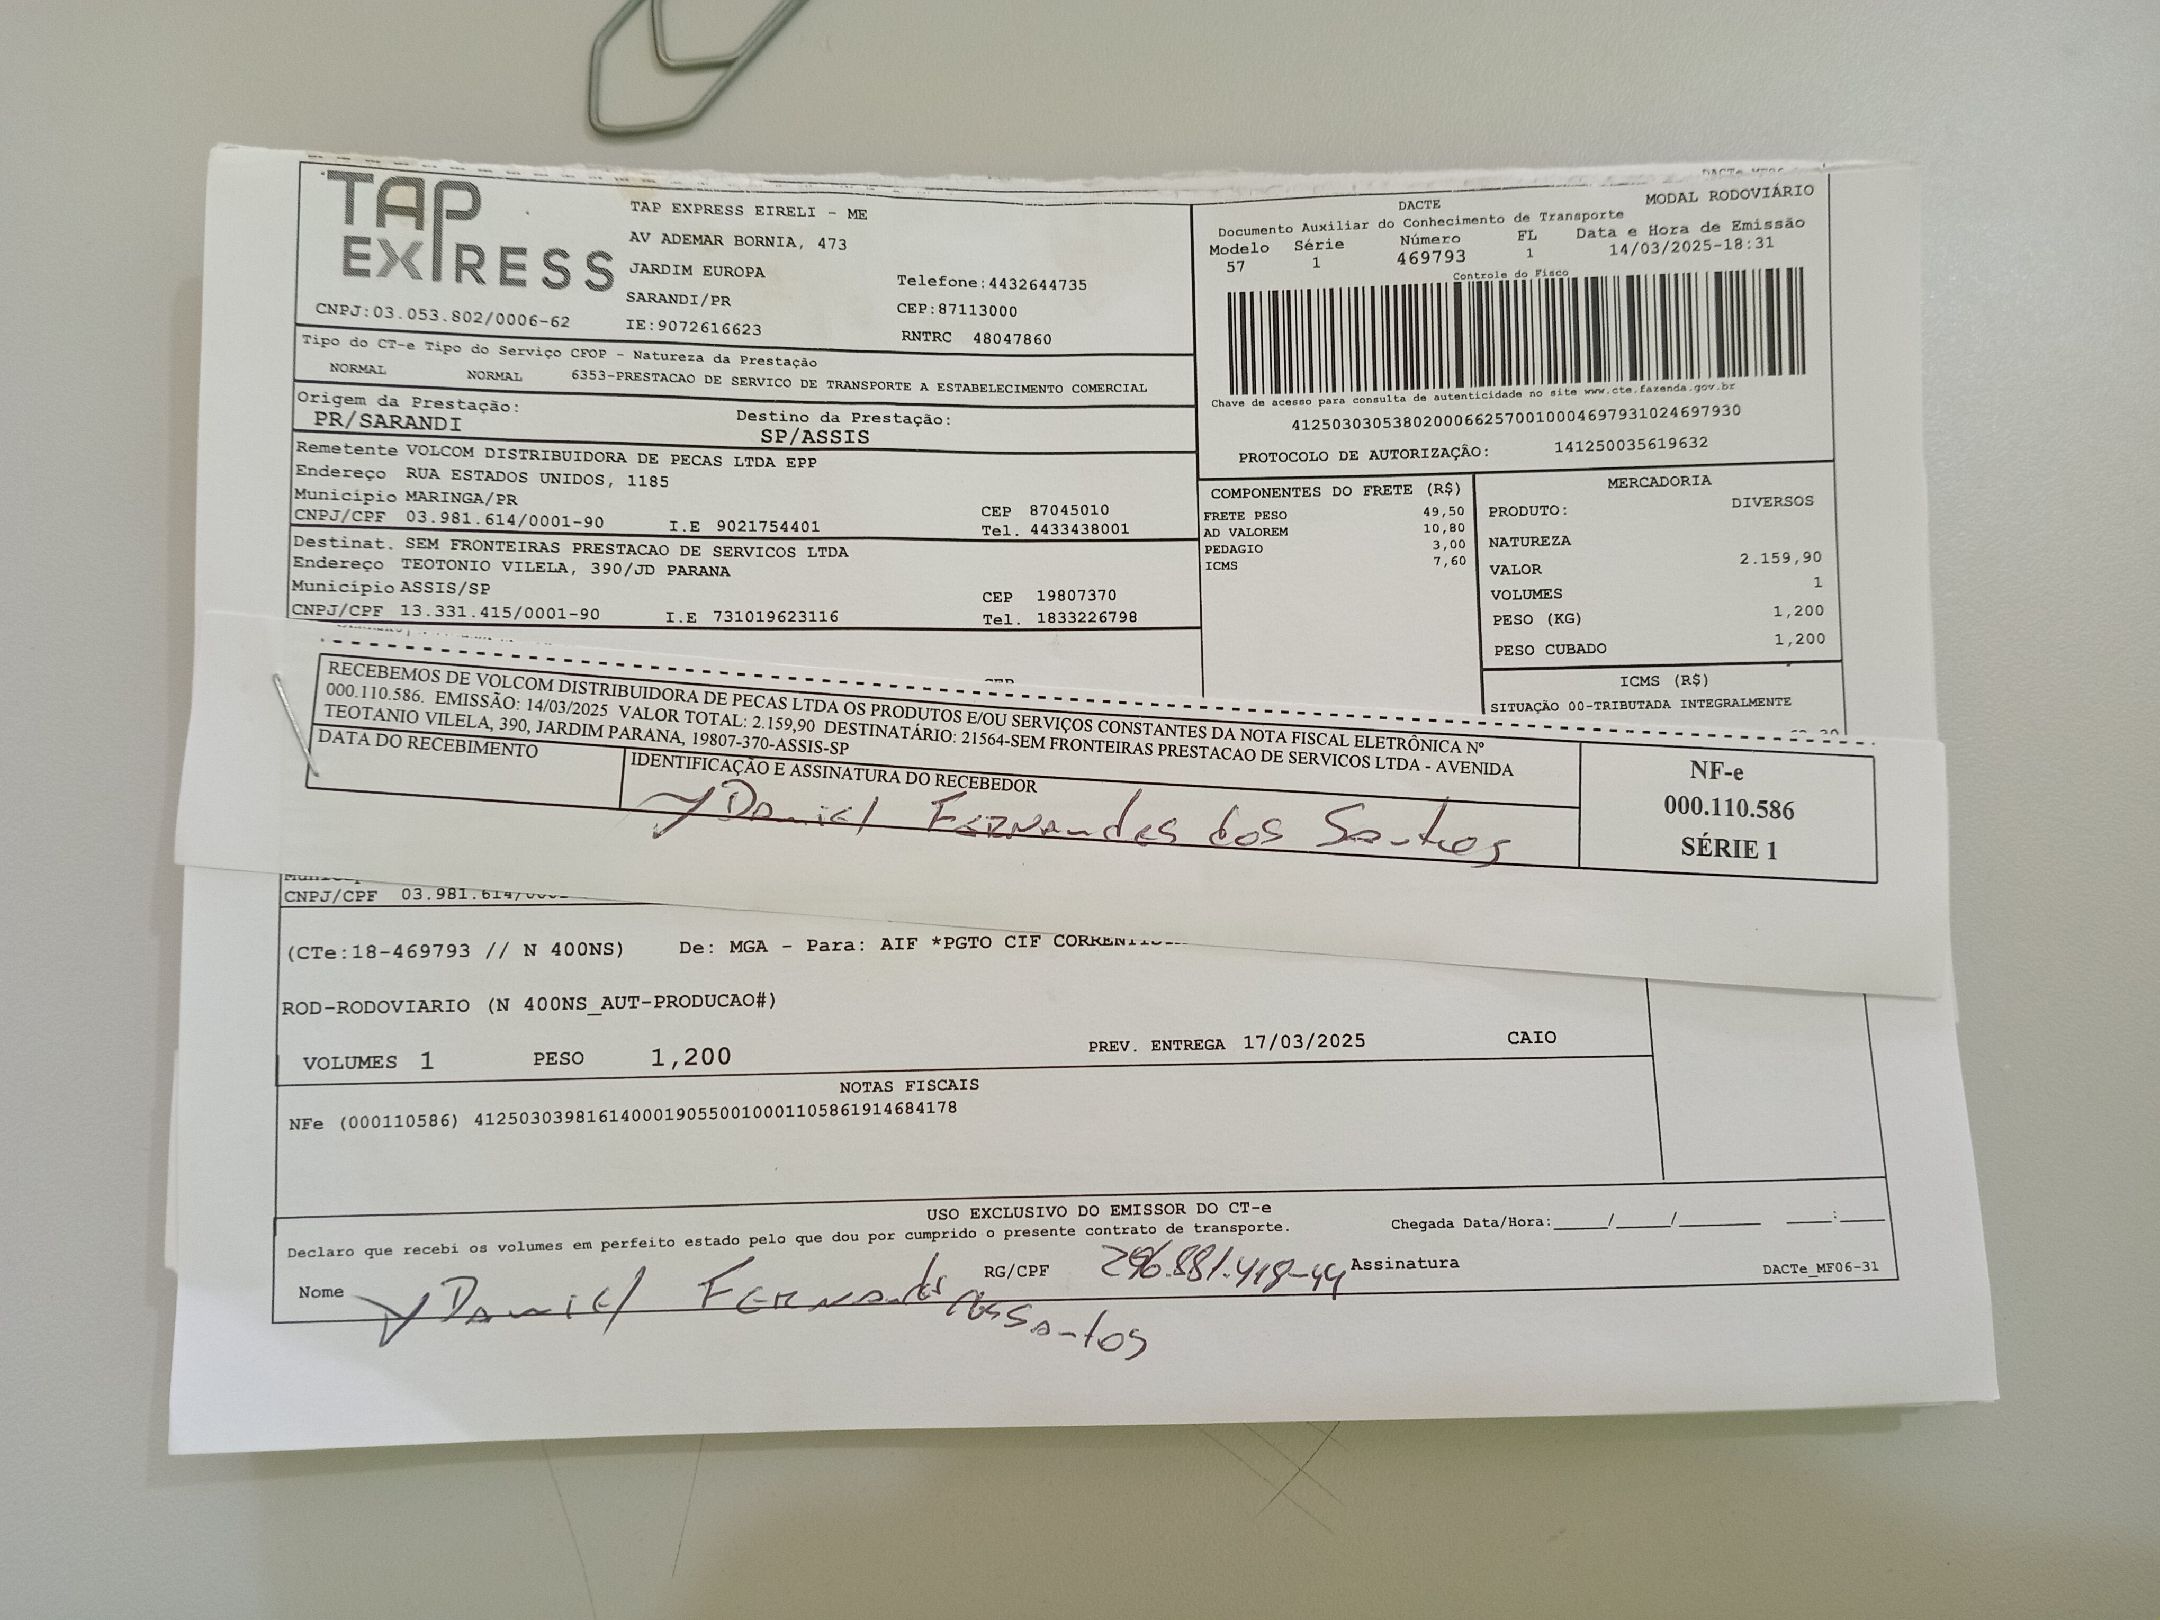 TAP EXPRESS
TAP EXPRESS EIRELI - ME
AV ADEMAR BORNIA, 473
JARDIM EUROPA
SARANDI/PR
IE:9072616623
Telefone:4432644735
CEP:87113000
RNTRC 48047860
CNPJ:03.053.802/0006-62
DACTE MODAL RODOVIÁRIO
Documento Auxiliar do Conhecimento de Transporte
Modelo Série Número FL Data e Hora de Emissão
57 1 469793 1 14/03/2025-18:31
Controle do Fisco
Chave de acesso para consulta de autenticidade no site www.cte.fazenda.gov.br
41250303053802000662570010004697931024697930
PROTOCOLO DE AUTORIZAÇÃO: 141250035619632
Tipo do CT-e Tipo do Serviço CFOP - Natureza da Prestação
NORMAL NORMAL 6353-PRESTACAO DE SERVICO DE TRANSPORTE A ESTABELECIMENTO COMERCIAL
Origem da Prestação: Destino da Prestação:
PR/SARANDI SP/ASSIS
Remetente VOLCOM DISTRIBUIDORA DE PECAS LTDA EPP
Endereço RUA ESTADOS UNIDOS, 1185
Município MARINGA/PR CEP 87045010
CNPJ/CPF 03.981.614/0001-90 I.E 9021754401 Tel. 4433438001
Destinat. SEM FRONTEIRAS PRESTACAO DE SERVICOS LTDA
Endereço TEOTONIO VILELA, 390/JD PARANA
Município ASSIS/SP CEP 19807370
CNPJ/CPF 13.331.415/0001-90 I.E 731019623116 Tel. 1833226798
COMPONENTES DO FRETE (R$)
FRETE PESO 49,50
AD VALOREM 10,80
PEDAGIO 3,00
ICMS 7,60
MERCADORIA
PRODUTO: DIVERSOS
NATUREZA
VALOR 2.159,90
VOLUMES 1
PESO (KG) 1,200
PESO CUBADO 1,200
ICMS (R$)
SITUAÇÃO 00-TRIBUTADA INTEGRALMENTE
RECEBEMOS DE VOLCOM DISTRIBUIDORA DE PECAS LTDA OS PRODUTOS E/OU SERVIÇOS CONSTANTES DA NOTA FISCAL ELETRÔNICA Nº
000.110.586. EMISSÃO: 14/03/2025 VALOR TOTAL: 2.159,90 DESTINATÁRIO: 21564-SEM FRONTEIRAS PRESTACAO DE SERVICOS LTDA - AVENIDA
TEOTANIO VILELA, 390, JARDIM PARANA, 19807-370-ASSIS-SP
DATA DO RECEBIMENTO
IDENTIFICAÇÃO E ASSINATURA DO RECEBEDOR
Daniel Fernandes dos Santos
NF-e
000.110.586
SÉRIE 1
CNPJ/CPF 03.981.614/
(CTe:18-469793 // N 400NS) De: MGA - Para: AIF *PGTO CIF
ROD-RODOVIARIO (N 400NS_AUT-PRODUCAO#)
VOLUMES 1 PESO 1,200 PREV. ENTREGA 17/03/2025 CAIO
NOTAS FISCAIS
NFe (000110586) 41250303981614000190550010001105861914684178
USO EXCLUSIVO DO EMISSOR DO CT-e
Declaro que recebi os volumes em perfeito estado pelo que dou por cumprido o presente contrato de transporte. Chegada Data/Hora:____/____/______ ___:___
Nome Daniel Fernandes dos Santos RG/CPF 296.881.418-44 Assinatura
DACTe_MF06-31